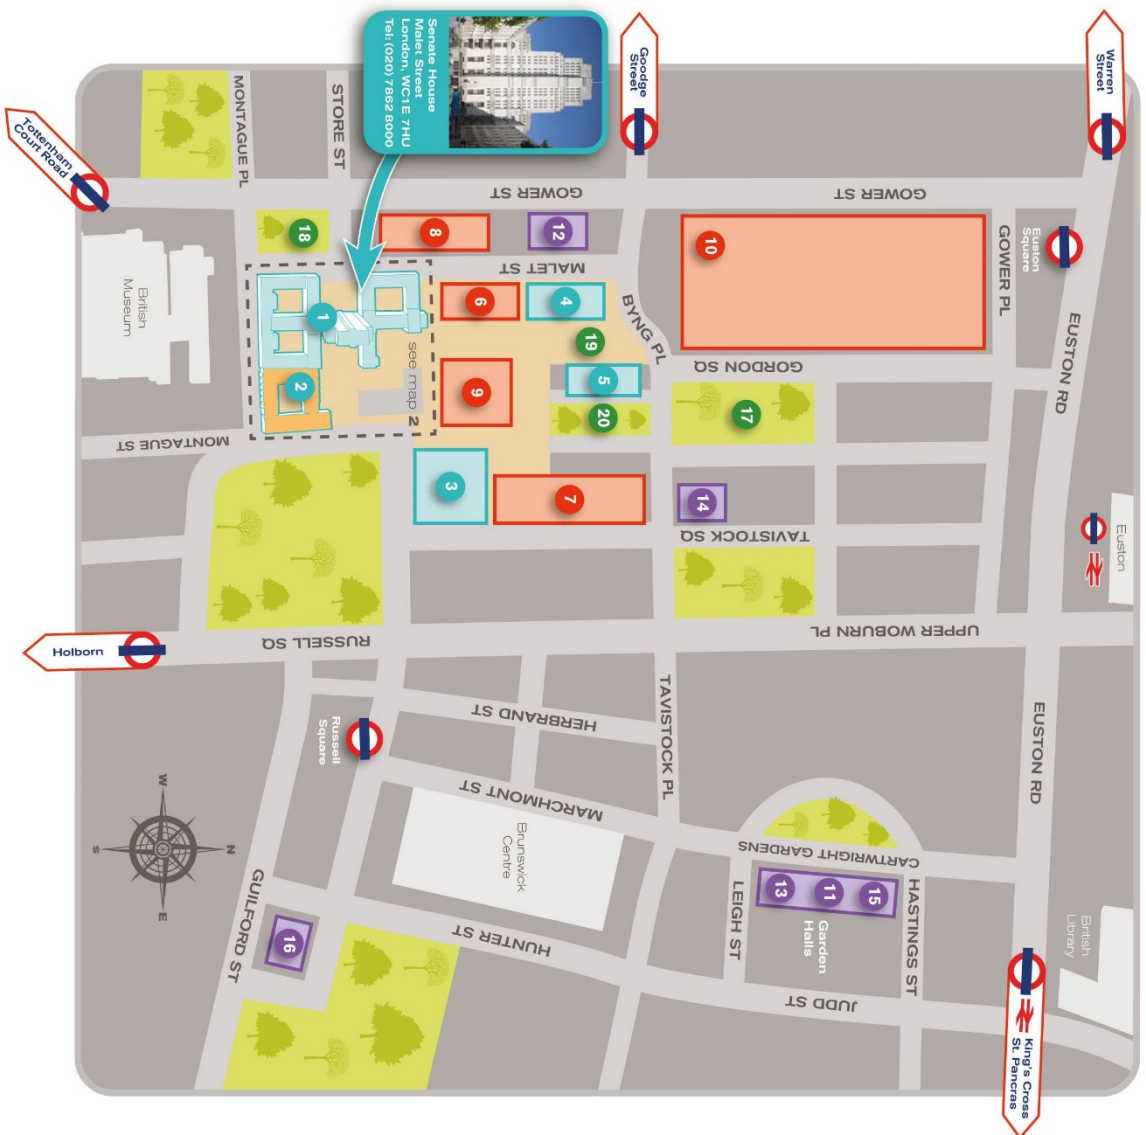 Warren
Street
Goodge
Street
Senate House
Malet Street
London, WC1E 7HU
Tel: (020) 7862 8000
Tottenham
Court Road
MONTAGUE PL
STORE ST
GOWER ST
GOWER ST
Euston
Square
GOWER PL
EUSTON RD
18
8
12
10
MALET ST
British
Museum
1
6
4
BYNG PL
19
GORDON SQ
see map 2
2
9
5
20
17
MONTAGUE ST
3
7
14
TAVISTOCK SQ
Euston
Holborn
RUSSELL SQ
UPPER WOBURN PL
Russell
Square
HERBRAND ST
TAVISTOCK PL
EUSTON RD
MARCHMONT ST
Brunswick
Centre
CARTWRIGHT GARDENS
13
11
15
Garden
Halls
LEIGH ST
HASTINGS ST
British
Library
W
N
S
E
GUILFORD ST
16
HUNTER ST
JUDD ST
King's Cross
St. Pancras